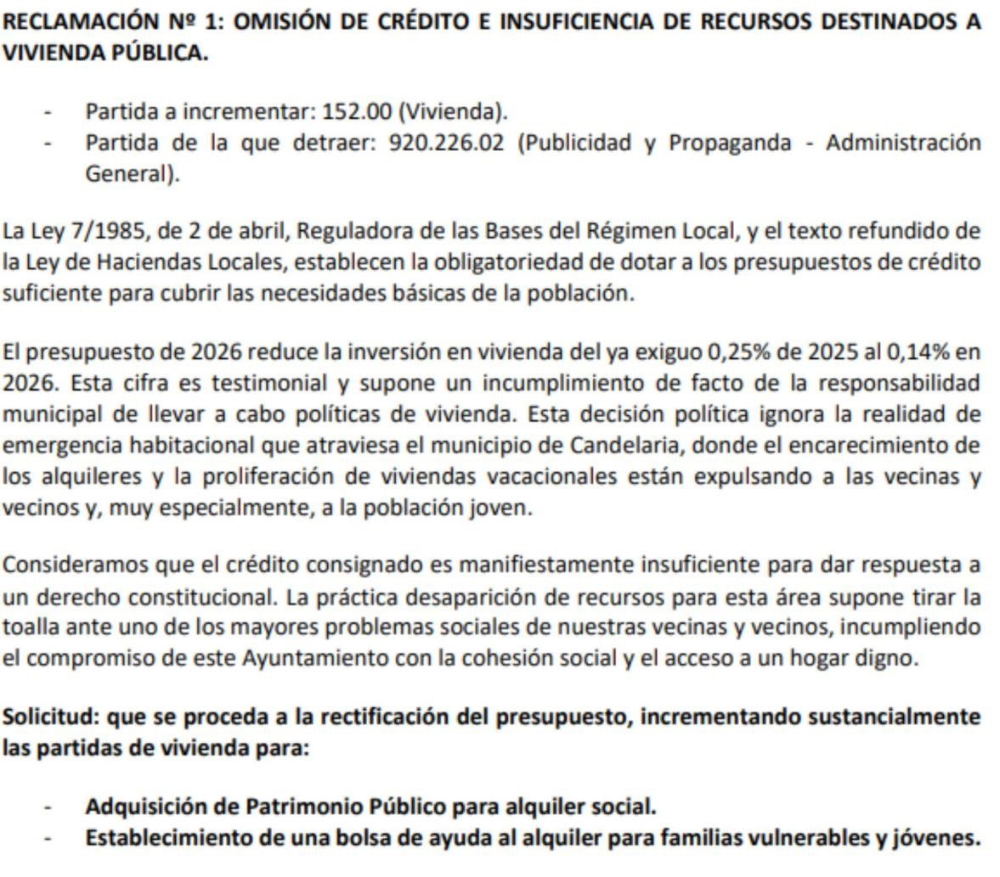 RECLAMACIÓN Nº 1: OMISIÓN DE CRÉDITO E INSUFICIENCIA DE RECURSOS DESTINADOS A
VIVIENDA PÚBLICA.
- Partida a incrementar: 152.00 (Vivienda).
- Partida de la que detraer: 920.226.02 (Publicidad y Propaganda - Administración
General).
La Ley 7/1985, de 2 de abril, Reguladora de las Bases del Régimen Local, y el texto refundido de
la Ley de Haciendas Locales, establecen la obligatoriedad de dotar a los presupuestos de crédito
suficiente para cubrir las necesidades básicas de la población.
El presupuesto de 2026 reduce la inversión en vivienda del ya exiguo 0,25% de 2025 al 0,14% en
2026. Esta cifra es testimonial y supone un incumplimiento de facto de la responsabilidad
municipal de llevar a cabo políticas de vivienda. Esta decisión política ignora la realidad de
emergencia habitacional que atraviesa el municipio de Candelaria, donde el encarecimiento de
los alquileres y la proliferación de viviendas vacacionales están expulsando a las vecinas y
vecinos y, muy especialmente, a la población joven.
Consideramos que el crédito consignado es manifiestamente insuficiente para dar respuesta a
un derecho constitucional. La práctica desaparición de recursos para esta área supone tirar la
toalla ante uno de los mayores problemas sociales de nuestras vecinas y vecinos, incumpliendo
el compromiso de este Ayuntamiento con la cohesión social y el acceso a un hogar digno.
Solicitud: que se proceda a la rectificación del presupuesto, incrementando sustancialmente
las partidas de vivienda para:
- Adquisición de Patrimonio Público para alquiler social.
- Establecimiento de una bolsa de ayuda al alquiler para familias vulnerables y jóvenes.